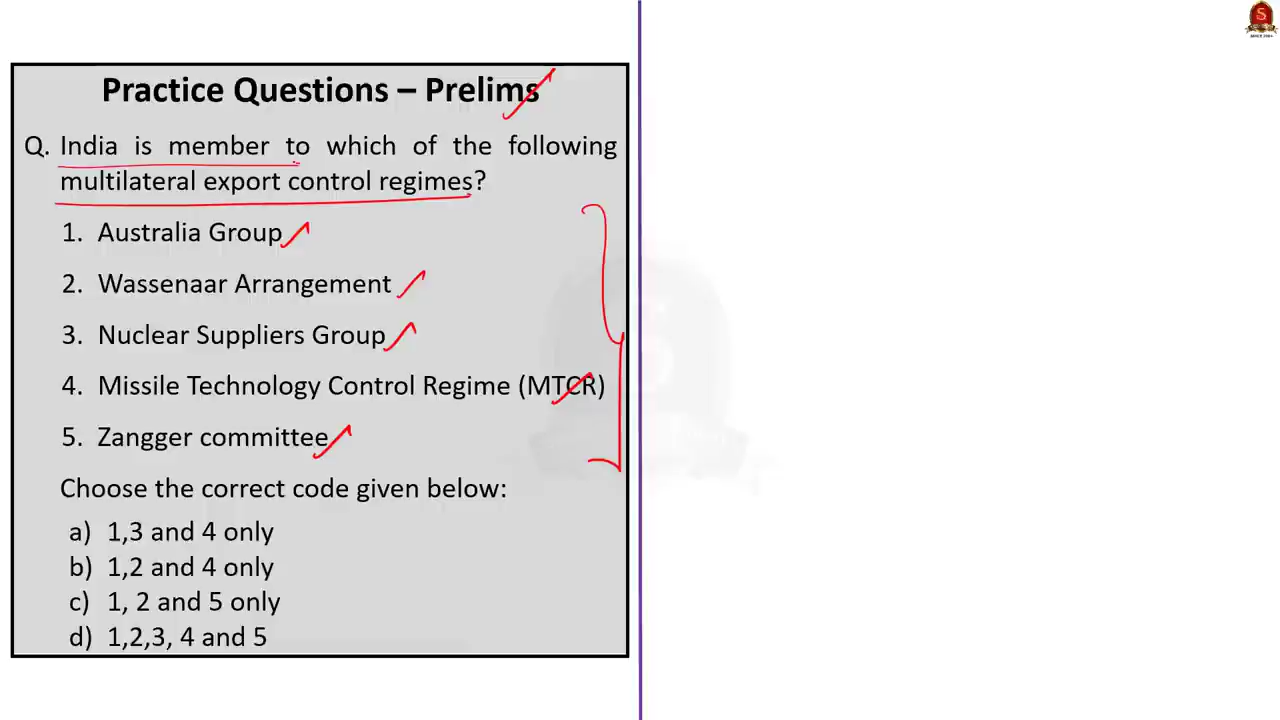 Practice Questions – Prelims
Q. India is member to which of the following
multilateral export control regimes?
1. Australia Group
2. Wassenaar Arrangement
3. Nuclear Suppliers Group
4. Missile Technology Control Regime (MTCR)
5. Zangger committee
Choose the correct code given below:
a) 1,3 and 4 only
b) 1,2 and 4 only
c) 1, 2 and 5 only
d) 1,2,3, 4 and 5